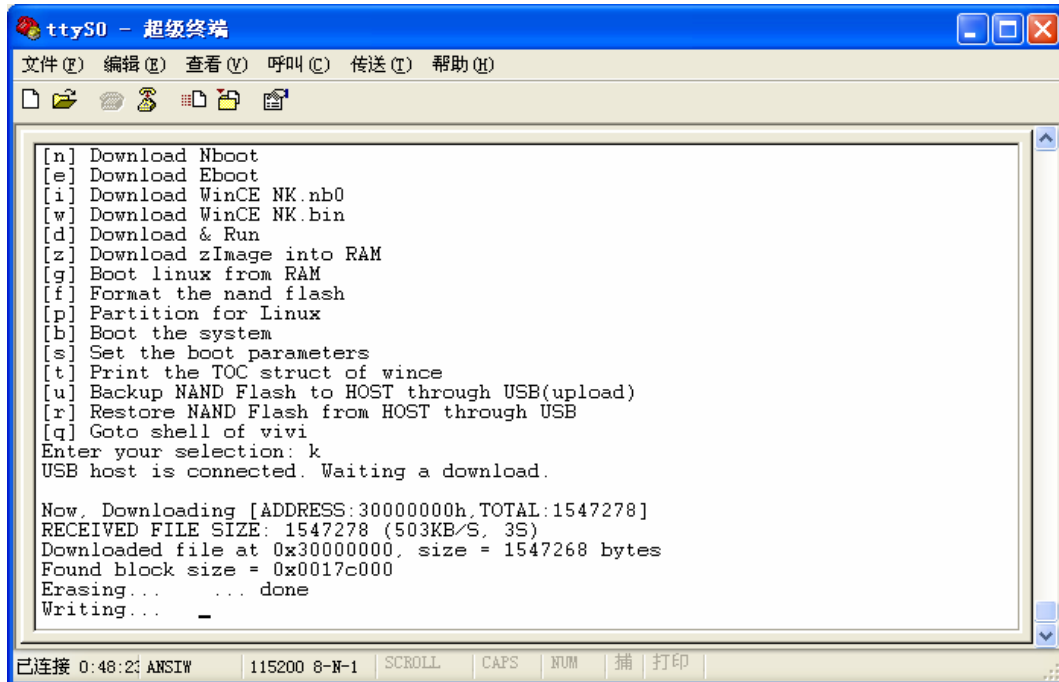 ttyS0 - 超级终端
文件(F) 编辑(E) 查看(V) 呼叫(C) 传送(T) 帮助(H)
[n] Download Nboot
[e] Download Eboot
[i] Download WinCE NK.nb0
[w] Download WinCE NK.bin
[d] Download & Run
[z] Download zImage into RAM
[g] Boot linux from RAM
[f] Format the nand flash
[p] Partition for Linux
[b] Boot the system
[s] Set the boot parameters
[t] Print the TOC struct of wince
[u] Backup NAND Flash to HOST through USB(upload)
[r] Restore NAND Flash from HOST through USB
[q] Goto shell of vivi
Enter your selection: k
USB host is connected. Waiting a download.
Now, Downloading [ADDRESS:30000000h,TOTAL:1547278]
RECEIVED FILE SIZE: 1547278 (503KB/S, 3S)
Downloaded file at 0x30000000, size = 1547268 bytes
Found block size = 0x0017c000
Erasing... ... done
Writing... _
已连接 0:48:23 ANSIW 115200 8-N-1 SCROLL CAPS NUM 捕 打印